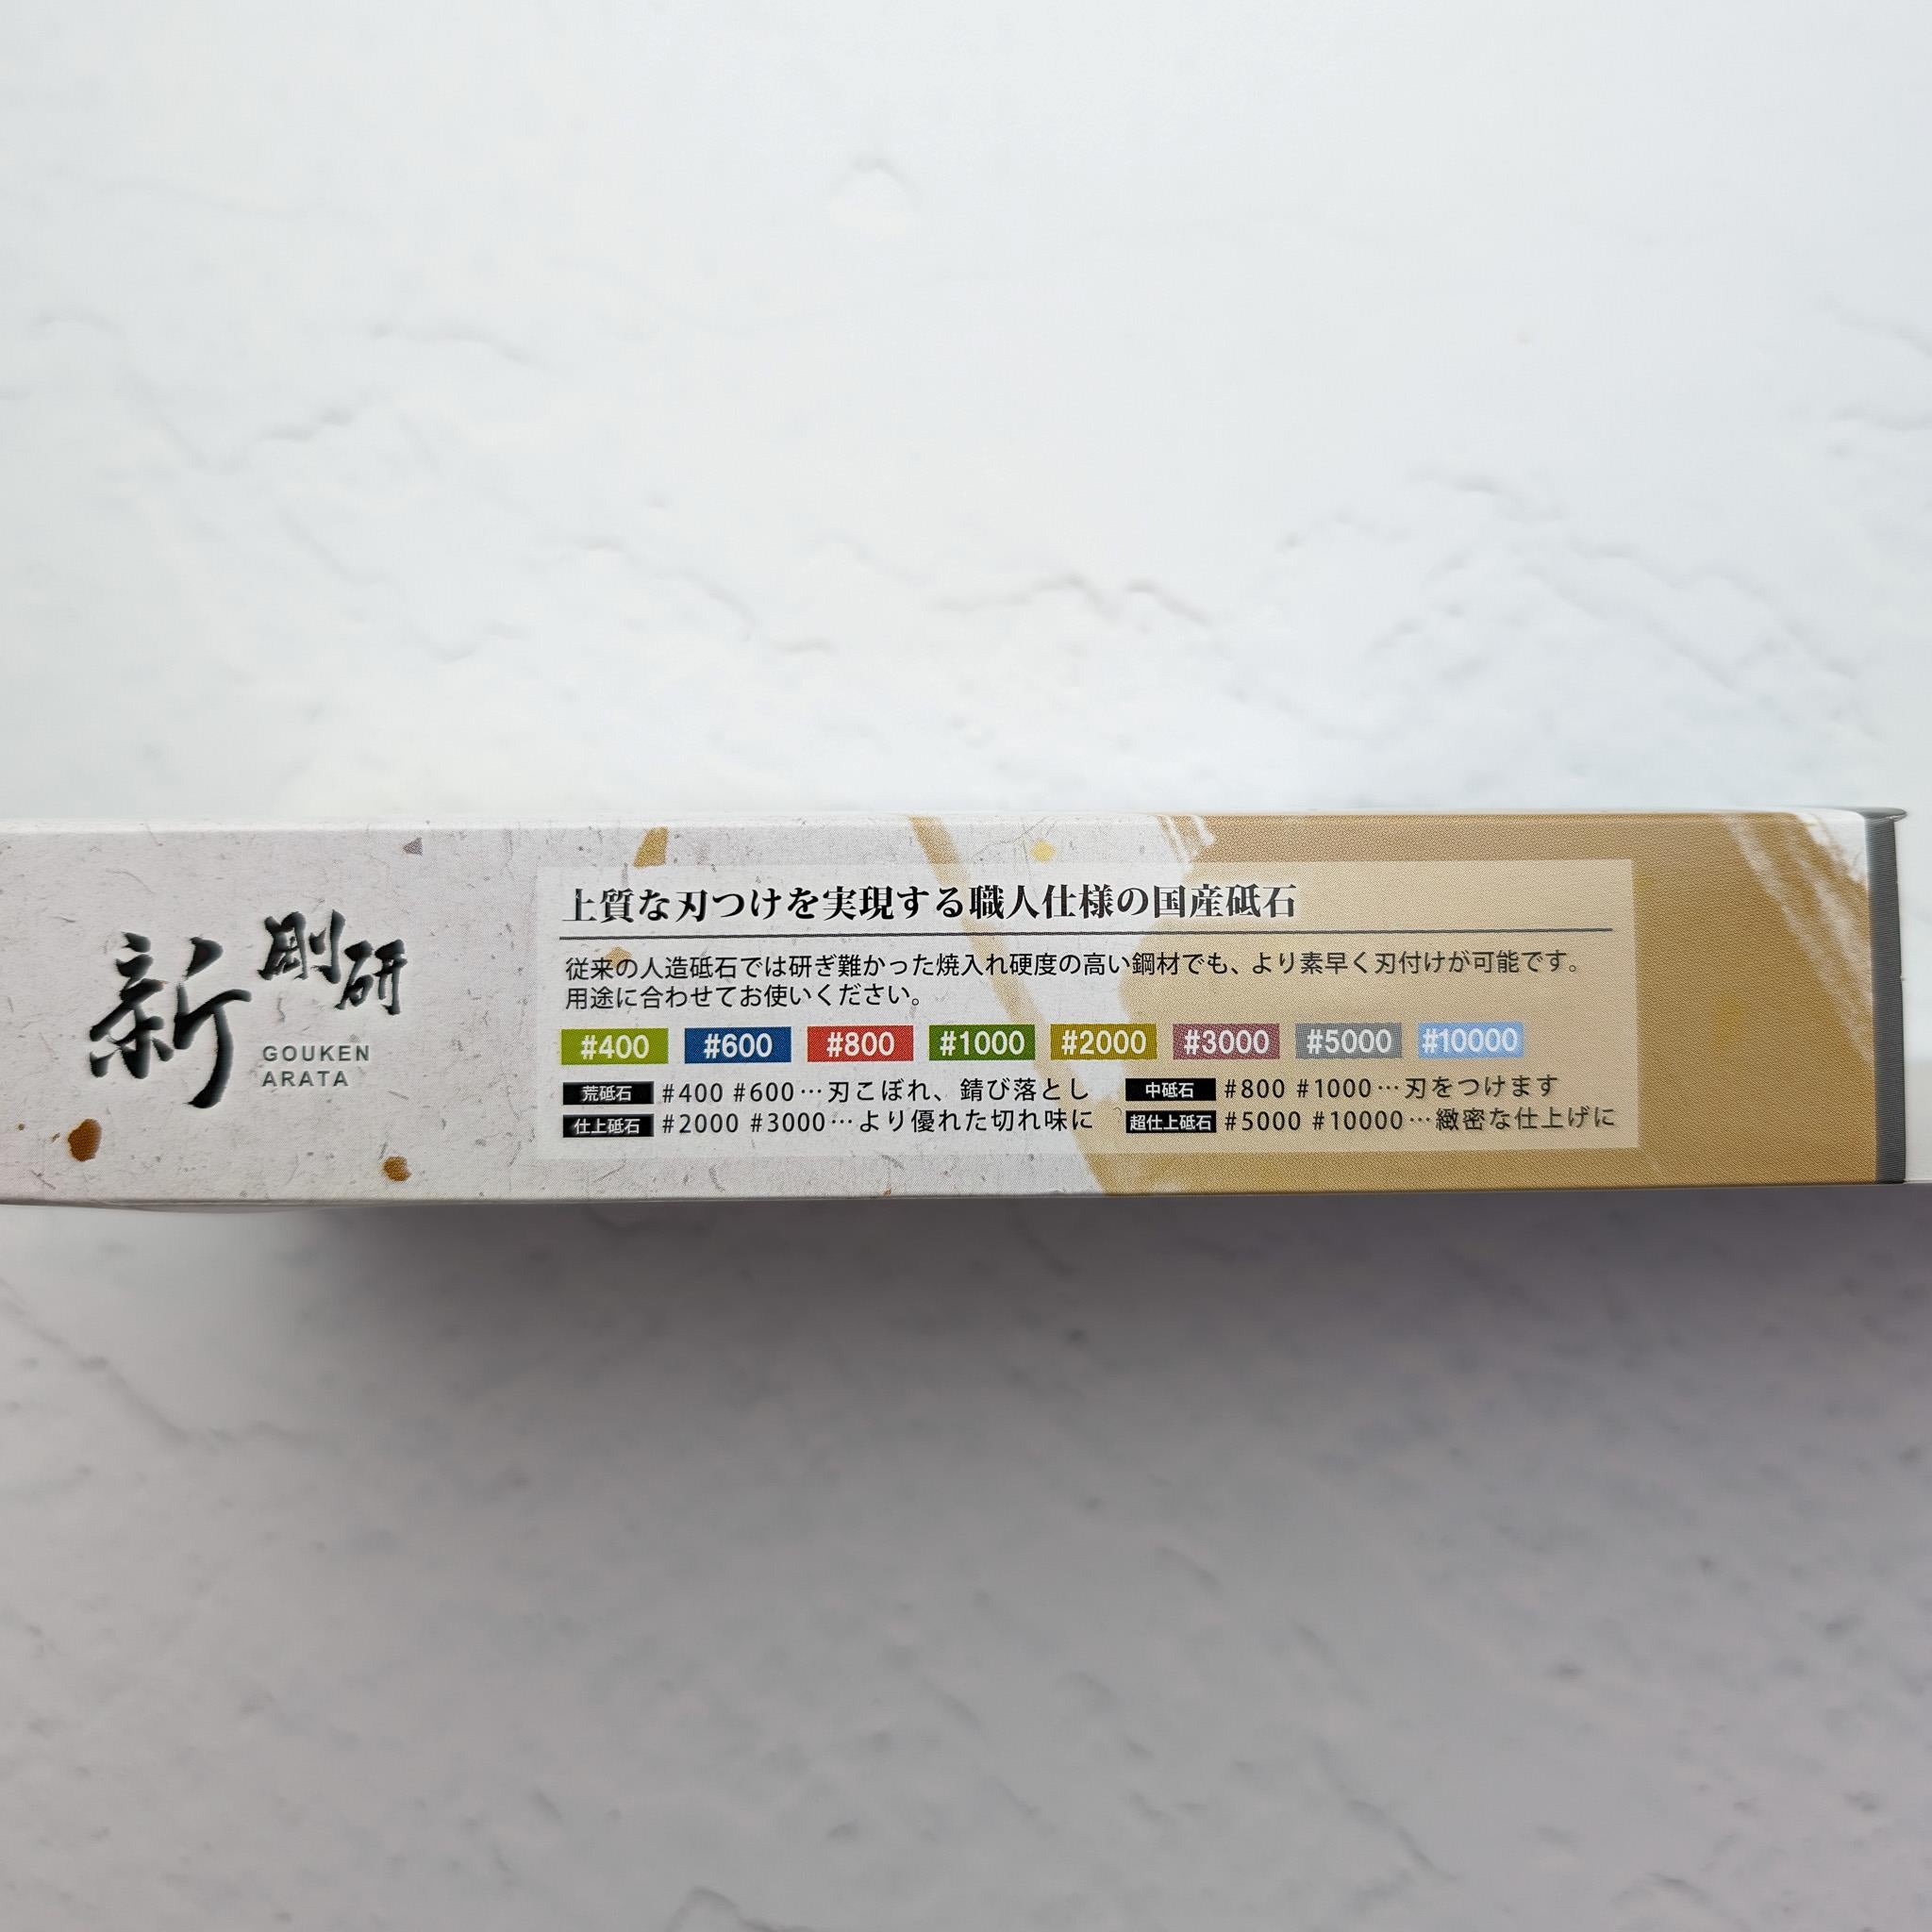 新 剛研
GOUKEN
ARATA
上質な刃つけを実現する職人仕様の国産砥石
従来の人造砥石では研ぎ難かった焼入れ硬度の高い鋼材でも、より素早く刃付けが可能です。
用途に合わせてお使いください。
#400 #600 #800 #1000 #2000 #3000 #5000 #10000
荒砥石 #400 #600…刃こぼれ、錆び落とし 中砥石 #800 #1000…刃をつけます
仕上砥石 #2000 #3000…より優れた切れ味に 超仕上砥石 #5000 #10000…緻密な仕上げに